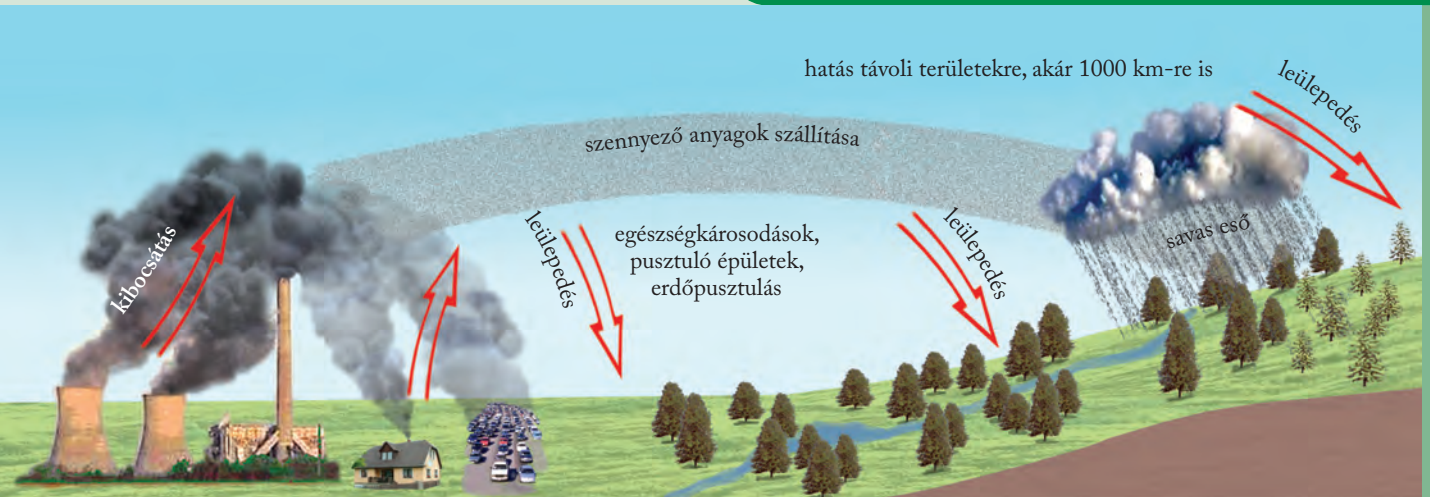 hatás távoli területekre, akár 1000 km-re is
leülepedés
szennyező anyagok szállítása
kibocsátás
leülepedés
egészségkárosodások,
pusztuló épületek,
erdőpusztulás
leülepedés
savas eső